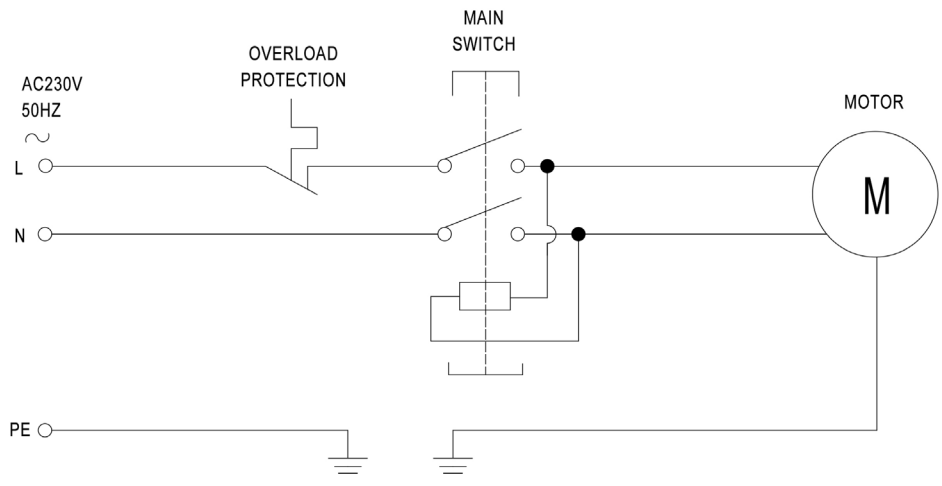 MAIN
SWITCH
OVERLOAD
PROTECTION
AC230V
50HZ
MOTOR
L
M
N
PE